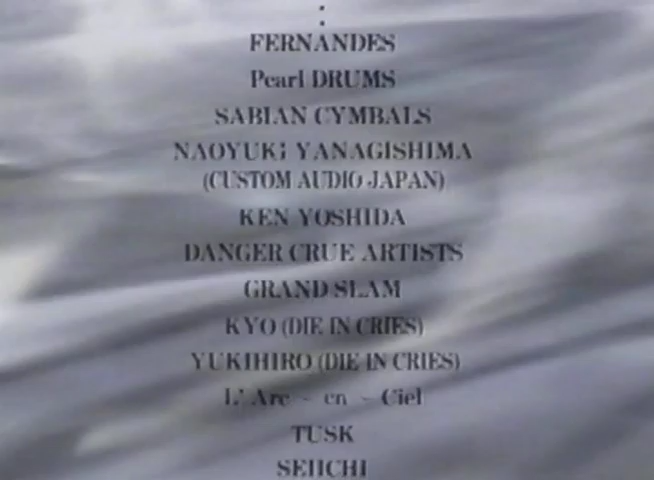 :
FERNANDES
Pearl DRUMS
SABIAN CYMBALS
NAOYUKI YANAGISHIMA
(CUSTOM AUDIO JAPAN)
KEN YOSHIDA
DANGER CRUE ARTISTS
GRAND SLAM
KYO (DIE IN CRIES)
YUKIHIRO (DIE IN CRIES)
L'Arc ~ en ~ Ciel
TUSK
SEIICHI